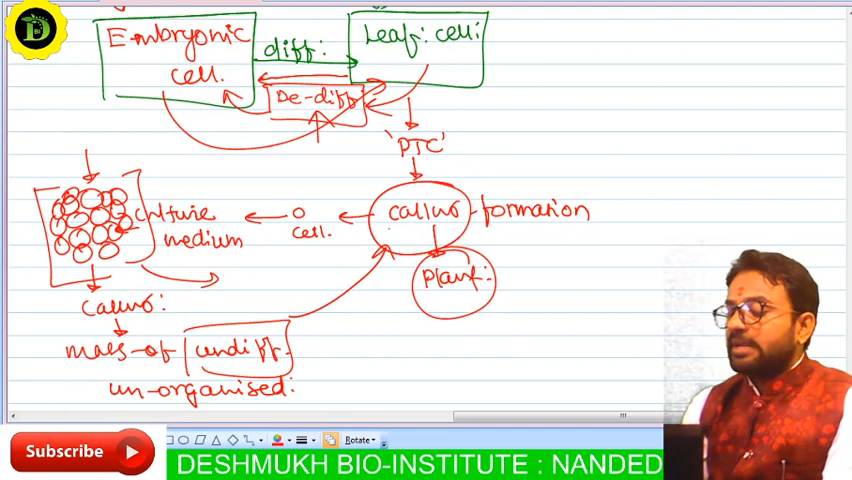 D
Embryonic
cell.
diff:
Leaf: cell:
De-diff:
'PTC'
callus formation
cell.
culture
medium
Plant:
callus:
mass of undiff.
un-organised:
Rotate
Subscribe
DESHMUKH BIO-INSTITUTE : NANDED